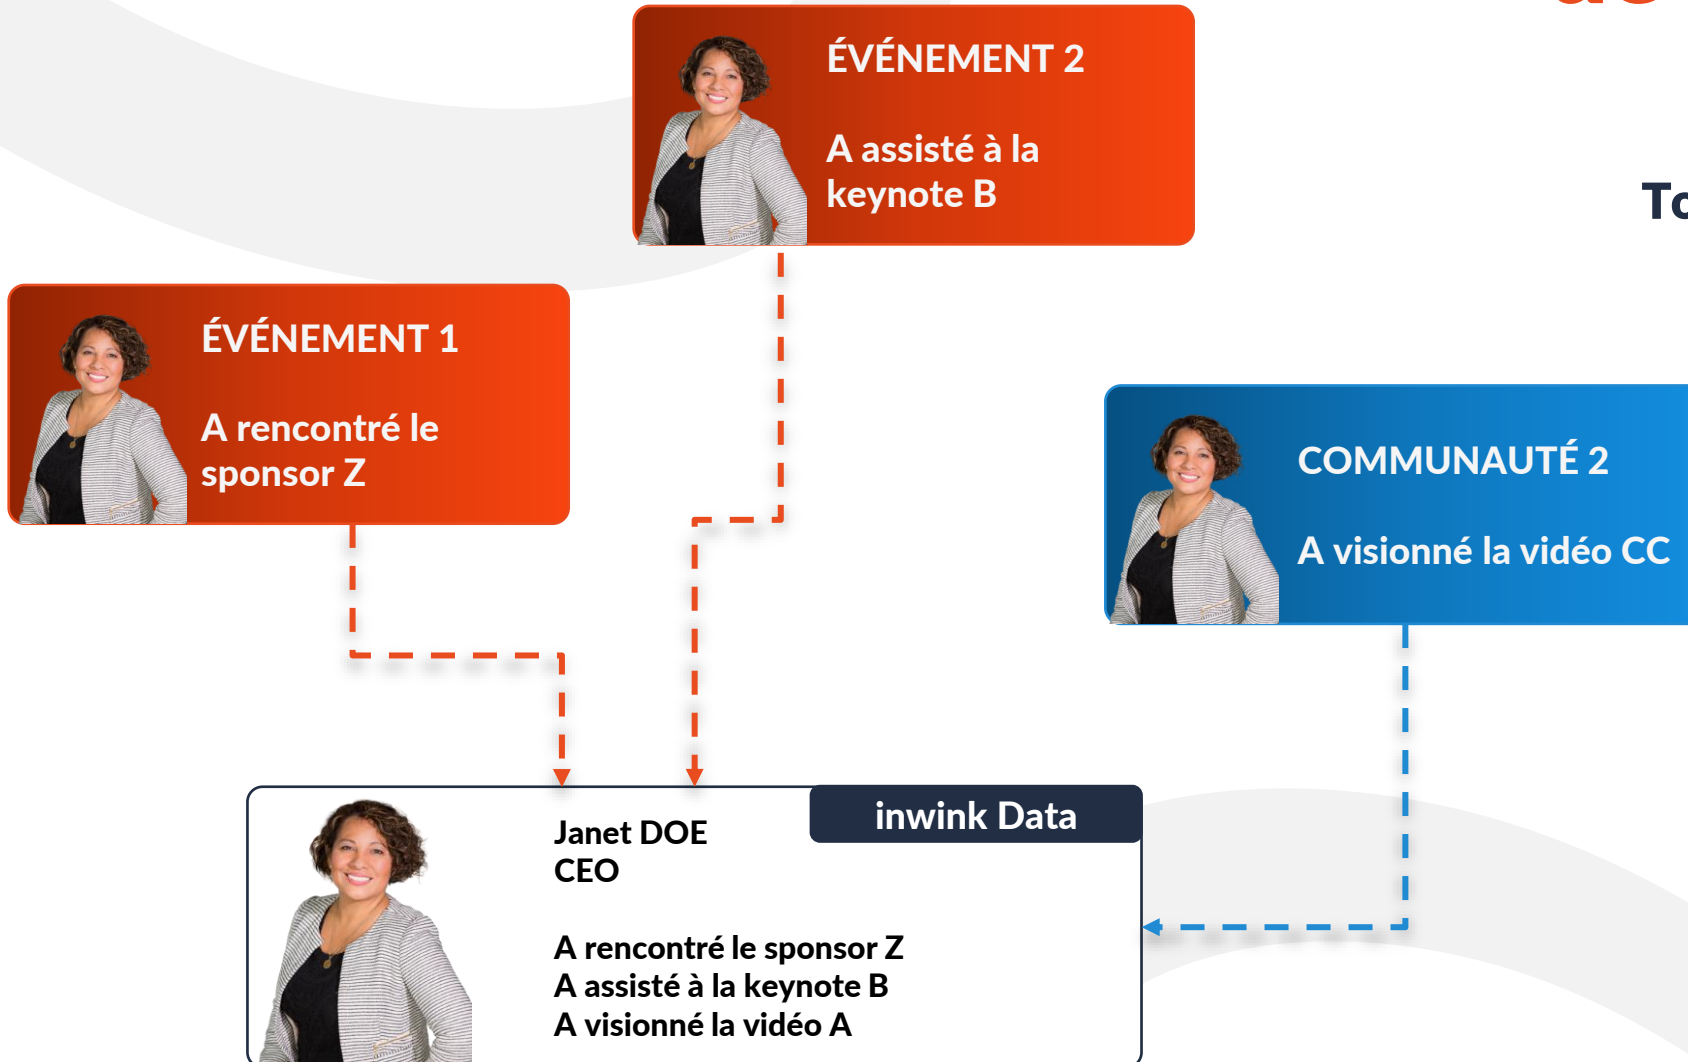 ÉVÉNEMENT 2
A assisté à la
keynote B
ÉVÉNEMENT 1
A rencontré le
sponsor Z
COMMUNAUTÉ 2
A visionné la vidéo CC
inwink Data
Janet DOE
CEO
A rencontré le sponsor Z
A assisté à la keynote B
A visionné la vidéo A